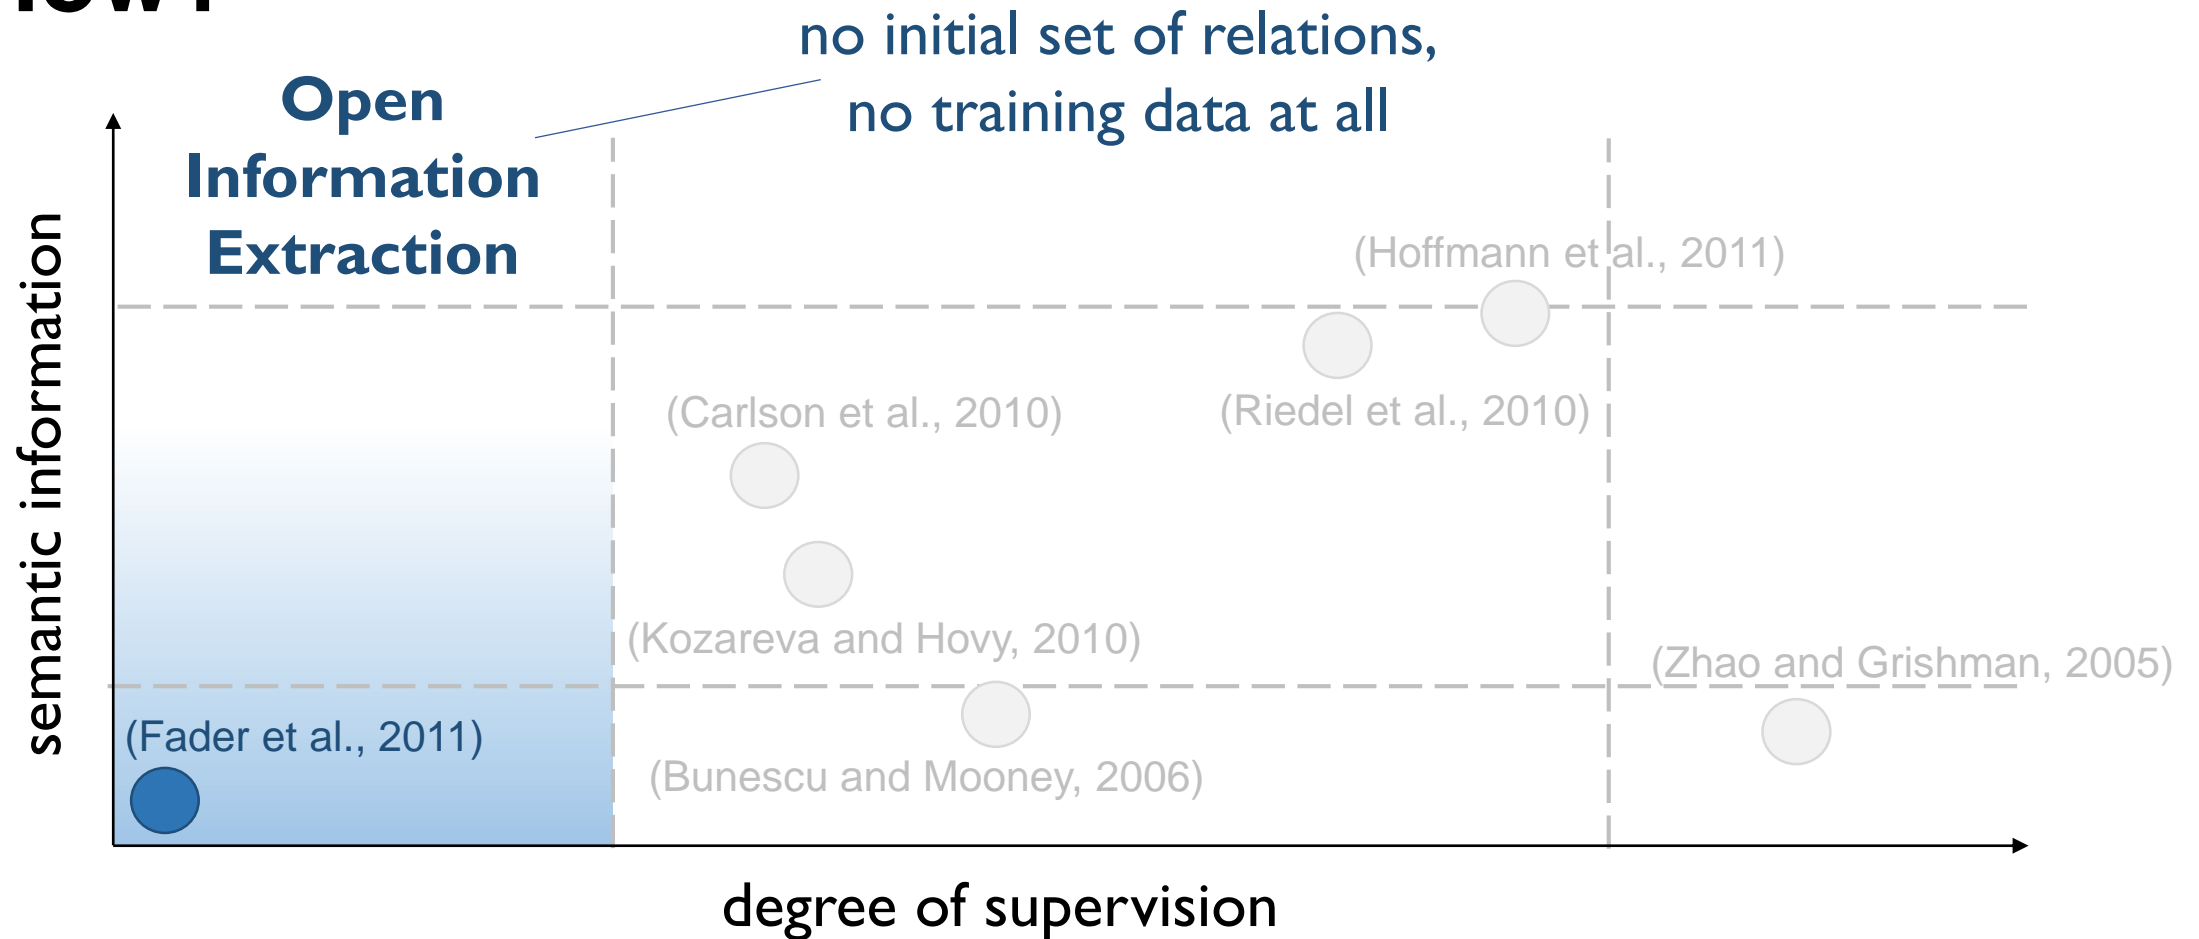 no initial set of relations,
no training data at all
Open
Information
Extraction
semantic information
(Hoffmann et al., 2011)
(Carlson et al., 2010)
(Riedel et al., 2010)
(Kozareva and Hovy, 2010)
(Zhao and Grishman, 2005)
(Fader et al., 2011)
(Bunescu and Mooney, 2006)
degree of supervision